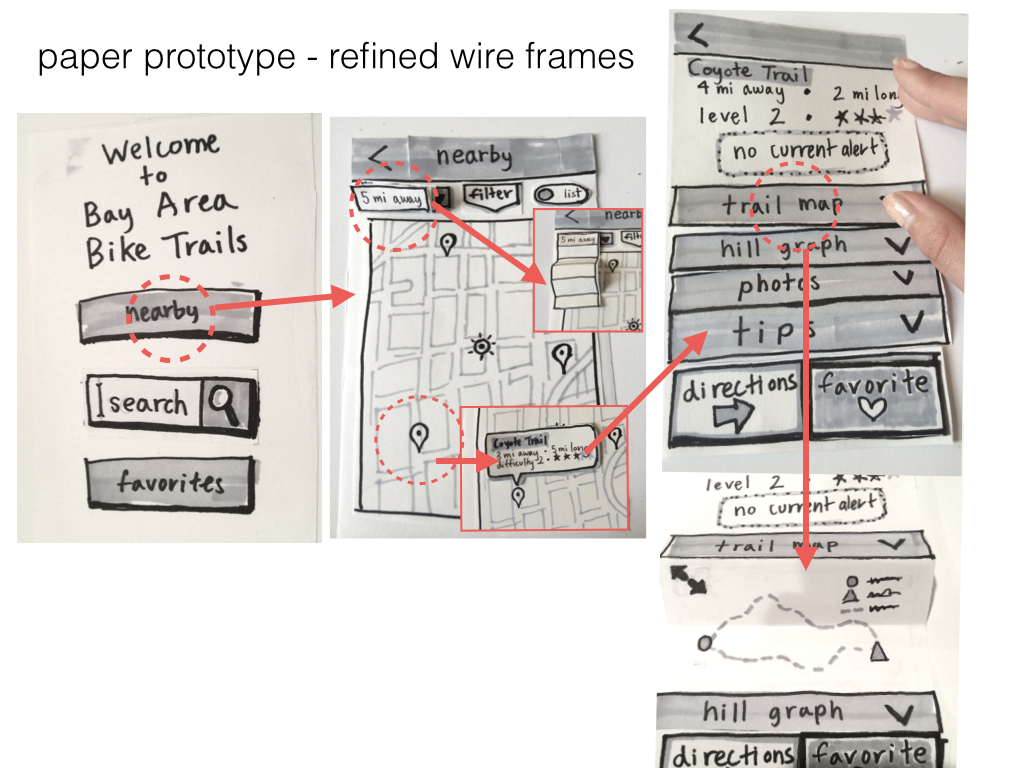 paper prototype - refined wire frames
Welcome
to
Bay Area
Bike Trails
nearby
search
favorites
nearby
5 mi away
filter
list
nearb
5 mi away
filt
Coyote Trail
3 mi away • 5 mi long
difficulty 2 • ★★★
Coyote Trail
4 mi away • 2 mi long
level 2 • ★★★★
no current alert
trail map
hill graph
photos
tips
directions
favorite
level 2
no current alert
trail map
hill graph
directions
favorite